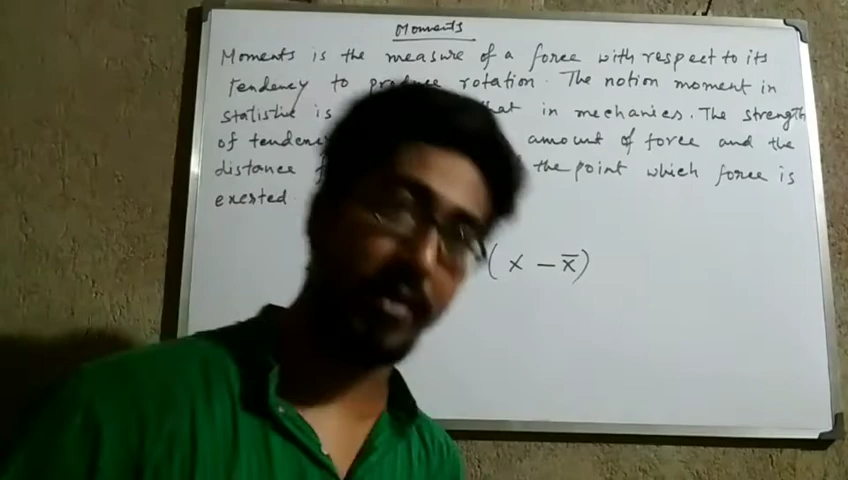 Moments
Moments is the measure of a force with respect to its
tendency to produce rotation. The notion moment in
statistic is that in mechanics. The strength
of tendency amount of force and the
distance the point which force is
exerted.
(x - x̄)